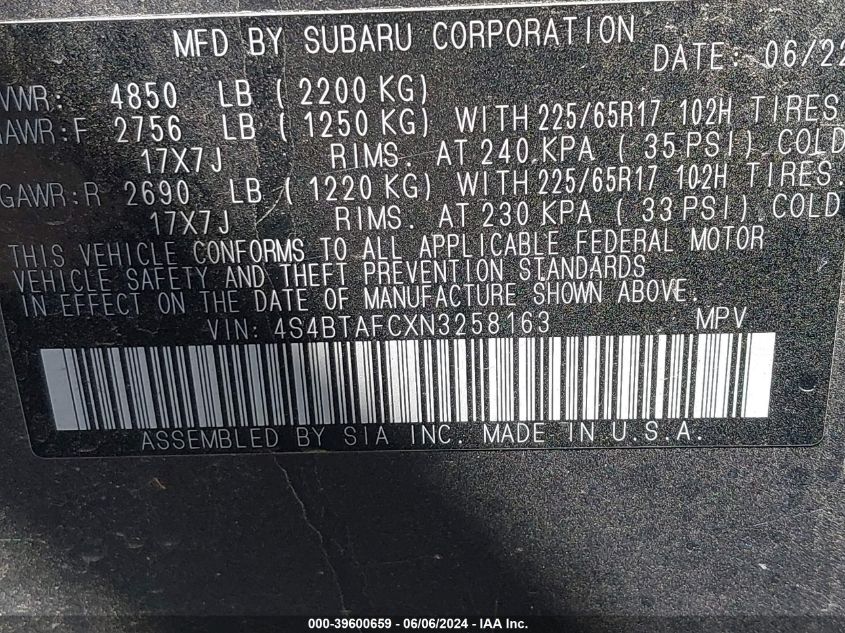 MFD BY SUBARU CORPORATION DATE: 06/22
VWR: 4850 LB ( 2200 KG)
AWR:F 2756 LB ( 1250 KG) WITH 225/65R17 102H TIRES.
17X7J RIMS. AT 240 KPA ( 35 PSI) COLD
GAWR:R 2690 LB ( 1220 KG) WITH 225/65R17 102H TIRES.
17X7J RIMS. AT 230 KPA ( 33 PSI) COLD
THIS VEHICLE CONFORMS TO ALL APPLICABLE FEDERAL MOTOR
VEHICLE SAFETY AND THEFT PREVENTION STANDARDS
IN EFFECT ON THE DATE OF MANUFACTURE SHOWN ABOVE.
VIN: 4S4BTAFCXN3258163 MPV
ASSEMBLED BY SIA INC. MADE IN U.S.A.
000-39600659 - 06/06/2024 - IAA Inc.